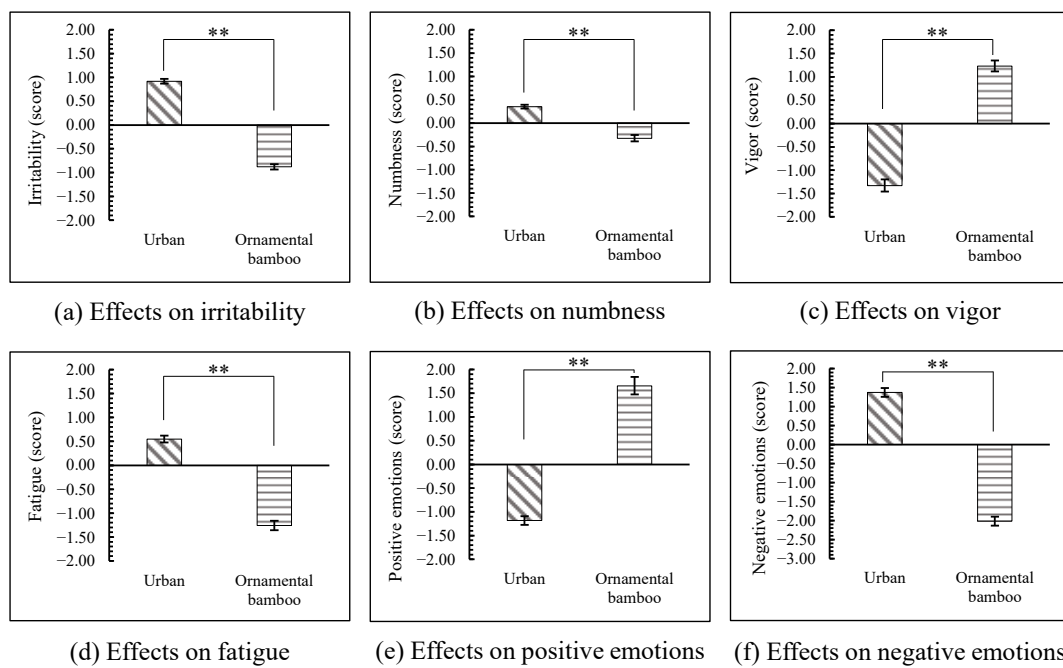 **
2.00
1.50
1.00
0.50
0.00
−0.50
−1.00
−1.50
−2.00
Irritability (score)
Urban
Ornamental
bamboo
(a) Effects on irritability
**
2.00
1.50
1.00
0.50
0.00
−0.50
−1.00
−1.50
−2.00
Numbness (score)
Urban
Ornamental
bamboo
(b) Effects on numbness
**
2.00
1.50
1.00
0.50
0.00
−0.50
−1.00
−1.50
−2.00
Vigor (score)
Urban
Ornamental
bamboo
(c) Effects on vigor
**
2.00
1.50
1.00
0.50
0.00
−0.50
−1.00
−1.50
−2.00
Fatigue (score)
Urban
Ornamental
bamboo
(d) Effects on fatigue
**
2.00
1.50
1.00
0.50
0.00
−0.50
−1.00
−1.50
−2.00
Positive emotions (score)
Urban
Ornamental
bamboo
(e) Effects on positive emotions
**
2.00
1.50
1.00
0.50
0.00
−0.50
−1.00
−1.50
−2.00
−2.00
−3.00
Negative emotions (score)
Urban
Ornamental
bamboo
(f) Effects on negative emotions